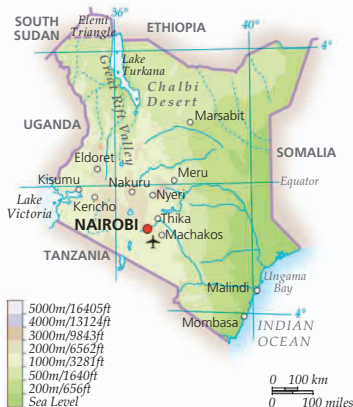 36°
40°
SOUTH
SUDAN
Elemi
Triangle
ETHIOPIA
4°
Lake
Turkana
Great Rift Valley
Chalbi
Desert
Marsabit
UGANDA
SOMALIA
Eldoret
Kisumu
Nakuru
Meru
Nyeri
Equator
Lake
Victoria
Kericho
Thika
NAIROBI
Machakos
TANZANIA
Malindi
Ungama
Bay
Mombasa
4°
INDIAN
OCEAN
5000m/16405ft
4000m/13124ft
3000m/9843ft
2000m/6562ft
1000m/3281ft
500m/1640ft
200m/656ft
Sea Level
0 100 km
0 100 miles